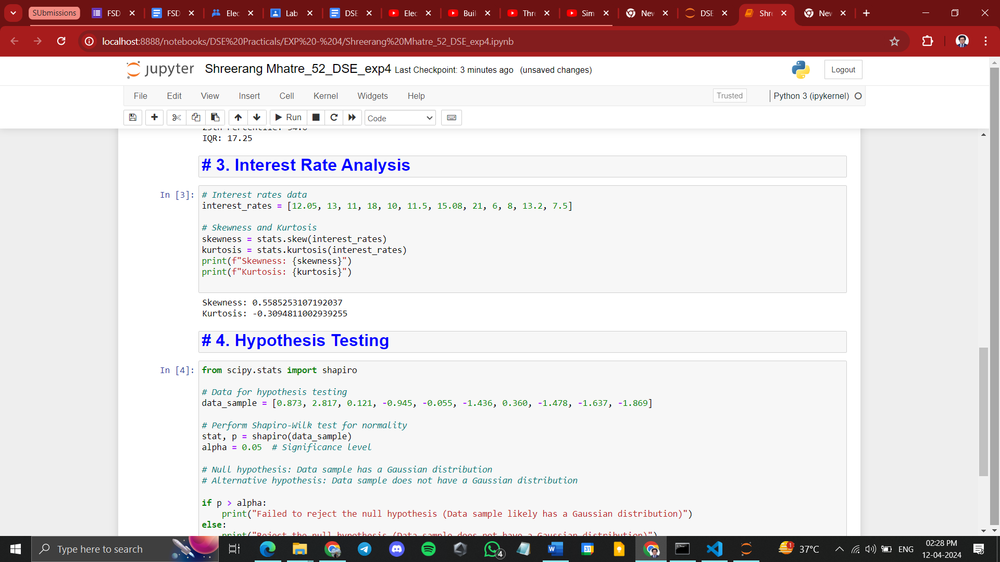 SUbmissions
FSD
FSD
Elec
Lab
DSE
Elec
Buil
Thre
Sim
Nev
DSE
Shr
Nev
localhost:8888/notebooks/DSE%20Practicals/EXP%20-%204/Shreerang%20Mhatre_52_DSE_exp4.ipynb
jupyter Shreerang Mhatre_52_DSE_exp4 Last Checkpoint: 3 minutes ago (unsaved changes) Logout
File Edit View Insert Cell Kernel Widgets Help Trusted Python 3 (ipykernel)
Run Code
25th Percentile: 54.0
IQR: 17.25
# 3. Interest Rate Analysis
In [3]: # Interest rates data
interest_rates = [12.05, 13, 11, 18, 10, 11.5, 15.08, 21, 6, 8, 13.2, 7.5]
# Skewness and Kurtosis
skewness = stats.skew(interest_rates)
kurtosis = stats.kurtosis(interest_rates)
print(f"Skewness: {skewness}")
print(f"Kurtosis: {kurtosis}")
Skewness: 0.5585253107192037
Kurtosis: -0.3094811002939255
# 4. Hypothesis Testing
In [4]: from scipy.stats import shapiro
# Data for hypothesis testing
data_sample = [0.873, 2.817, 0.121, -0.945, -0.055, -1.436, 0.360, -1.478, -1.637, -1.869]
# Perform Shapiro-Wilk test for normality
stat, p = shapiro(data_sample)
alpha = 0.05  # Significance level
# Null hypothesis: Data sample has a Gaussian distribution
# Alternative hypothesis: Data sample does not have a Gaussian distribution
if p > alpha:
print("Failed to reject the null hypothesis (Data sample likely has a Gaussian distribution)")
else:
print("Reject the null hypothesis (Data sample does not have a Gaussian distribution)")
Type here to search
4
31
1
37°C
ENG
02:28 PM
12-04-2024